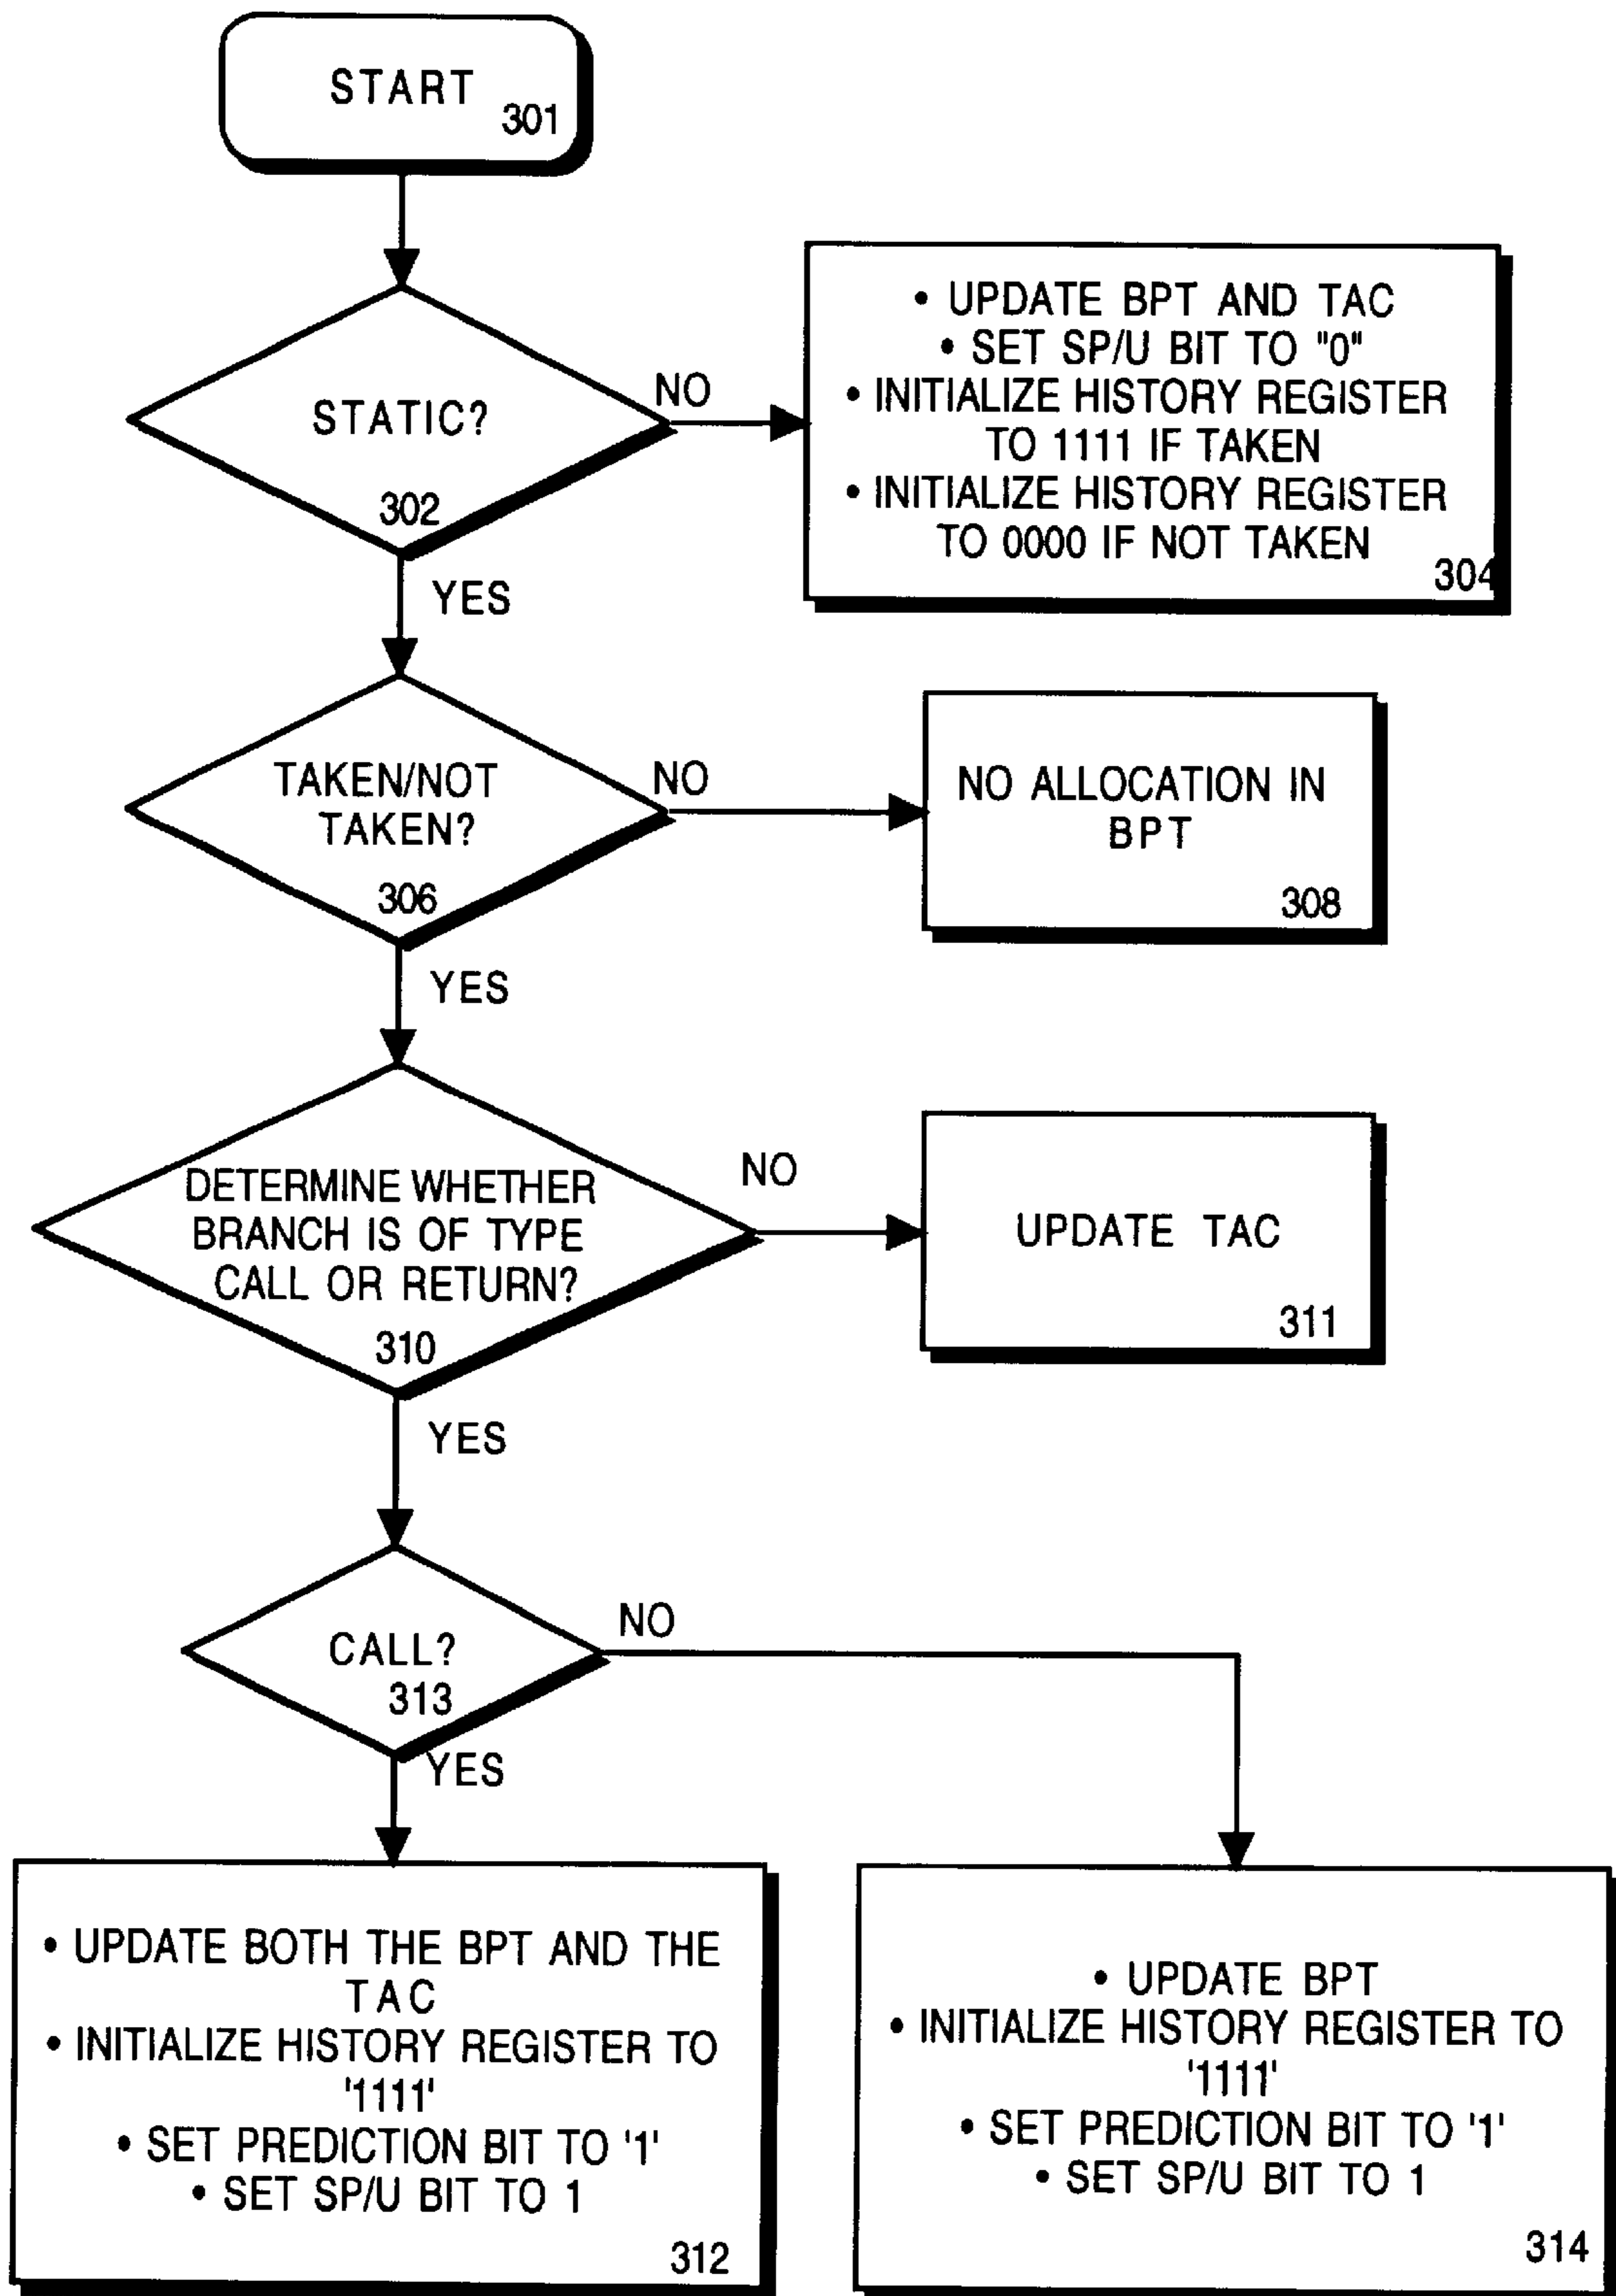 START
301
STATIC?
302
NO
• UPDATE BPT AND TAC
• SET SP/U BIT TO "0"
• INITIALIZE HISTORY REGISTER
TO 1111 IF TAKEN
• INITIALIZE HISTORY REGISTER
TO 0000 IF NOT TAKEN
304
YES
TAKEN/NOT
TAKEN?
306
NO
NO ALLOCATION IN
BPT
308
YES
DETERMINE WHETHER
BRANCH IS OF TYPE
CALL OR RETURN?
310
NO
UPDATE TAC
311
YES
CALL?
313
NO
YES
• UPDATE BOTH THE BPT AND THE
TAC
• INITIALIZE HISTORY REGISTER TO
'1111'
• SET PREDICTION BIT TO '1'
• SET SP/U BIT TO 1
312
• UPDATE BPT
• INITIALIZE HISTORY REGISTER TO
'1111'
• SET PREDICTION BIT TO '1'
• SET SP/U BIT TO 1
314